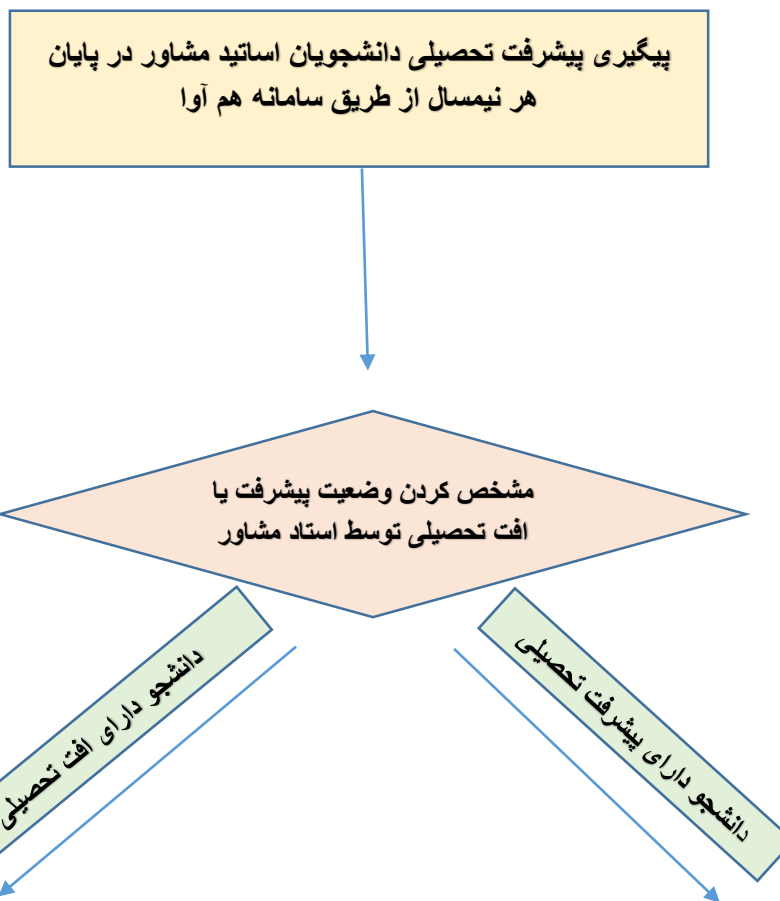 پیگیری پیشرفت تحصیلی دانشجویان اساتید مشاور در پایان
هر نیمسال از طریق سامانه هم آوا
مشخص کردن وضعیت پیشرفت یا
افت تحصیلی توسط استاد مشاور
دانشجو دارای پیشرفت تحصیلی
دانشجو دارای افت تحصیلی